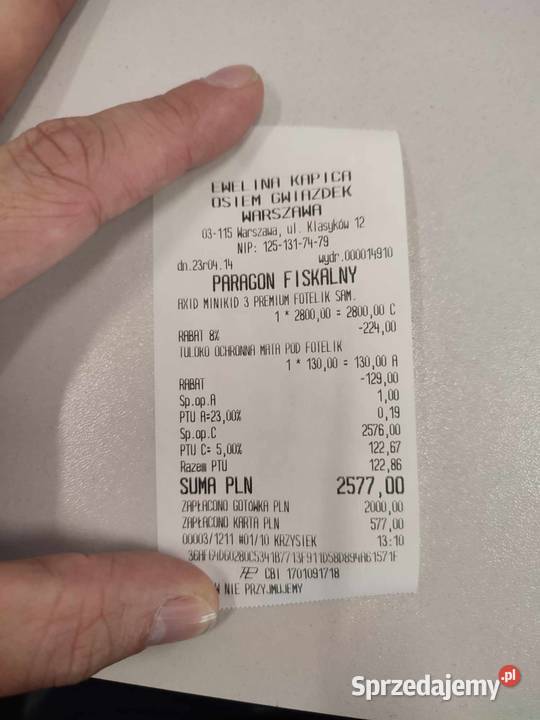 EWELINA KAPICA
OSIEM GWIAZDEK
WARSZAWA
03-115 Warszawa, ul. Klasyków 12
NIP: 125-131-74-79
dn.23r04.14 wydr.000014910
PARAGON FISKALNY
AXID MINIKID 3 PREMIUM FOTELIK SAM.
1 * 2800,00 = 2800,00 C
RABAT 8% -224,00
TULOKO OCHRONNA MATA POD FOTELIK
1 * 130,00 = 130,00 A
RABAT -129,00
Sp.op.A 1,00
PTU A=23,00% 0,19
Sp.op.C 2576,00
PTU C= 5,00% 122,67
Razem PTU 122,86
SUMA PLN 2577,00
ZAPŁACONO GOTÓWKA PLN 2000,00
ZAPŁACONO KARTA PLN 577,00
00003/1211 #01/10 KRZYSIEK 13:10
CBI 1701091718
NIE PRZYJMUJEMY
Sprzedajemy.pl